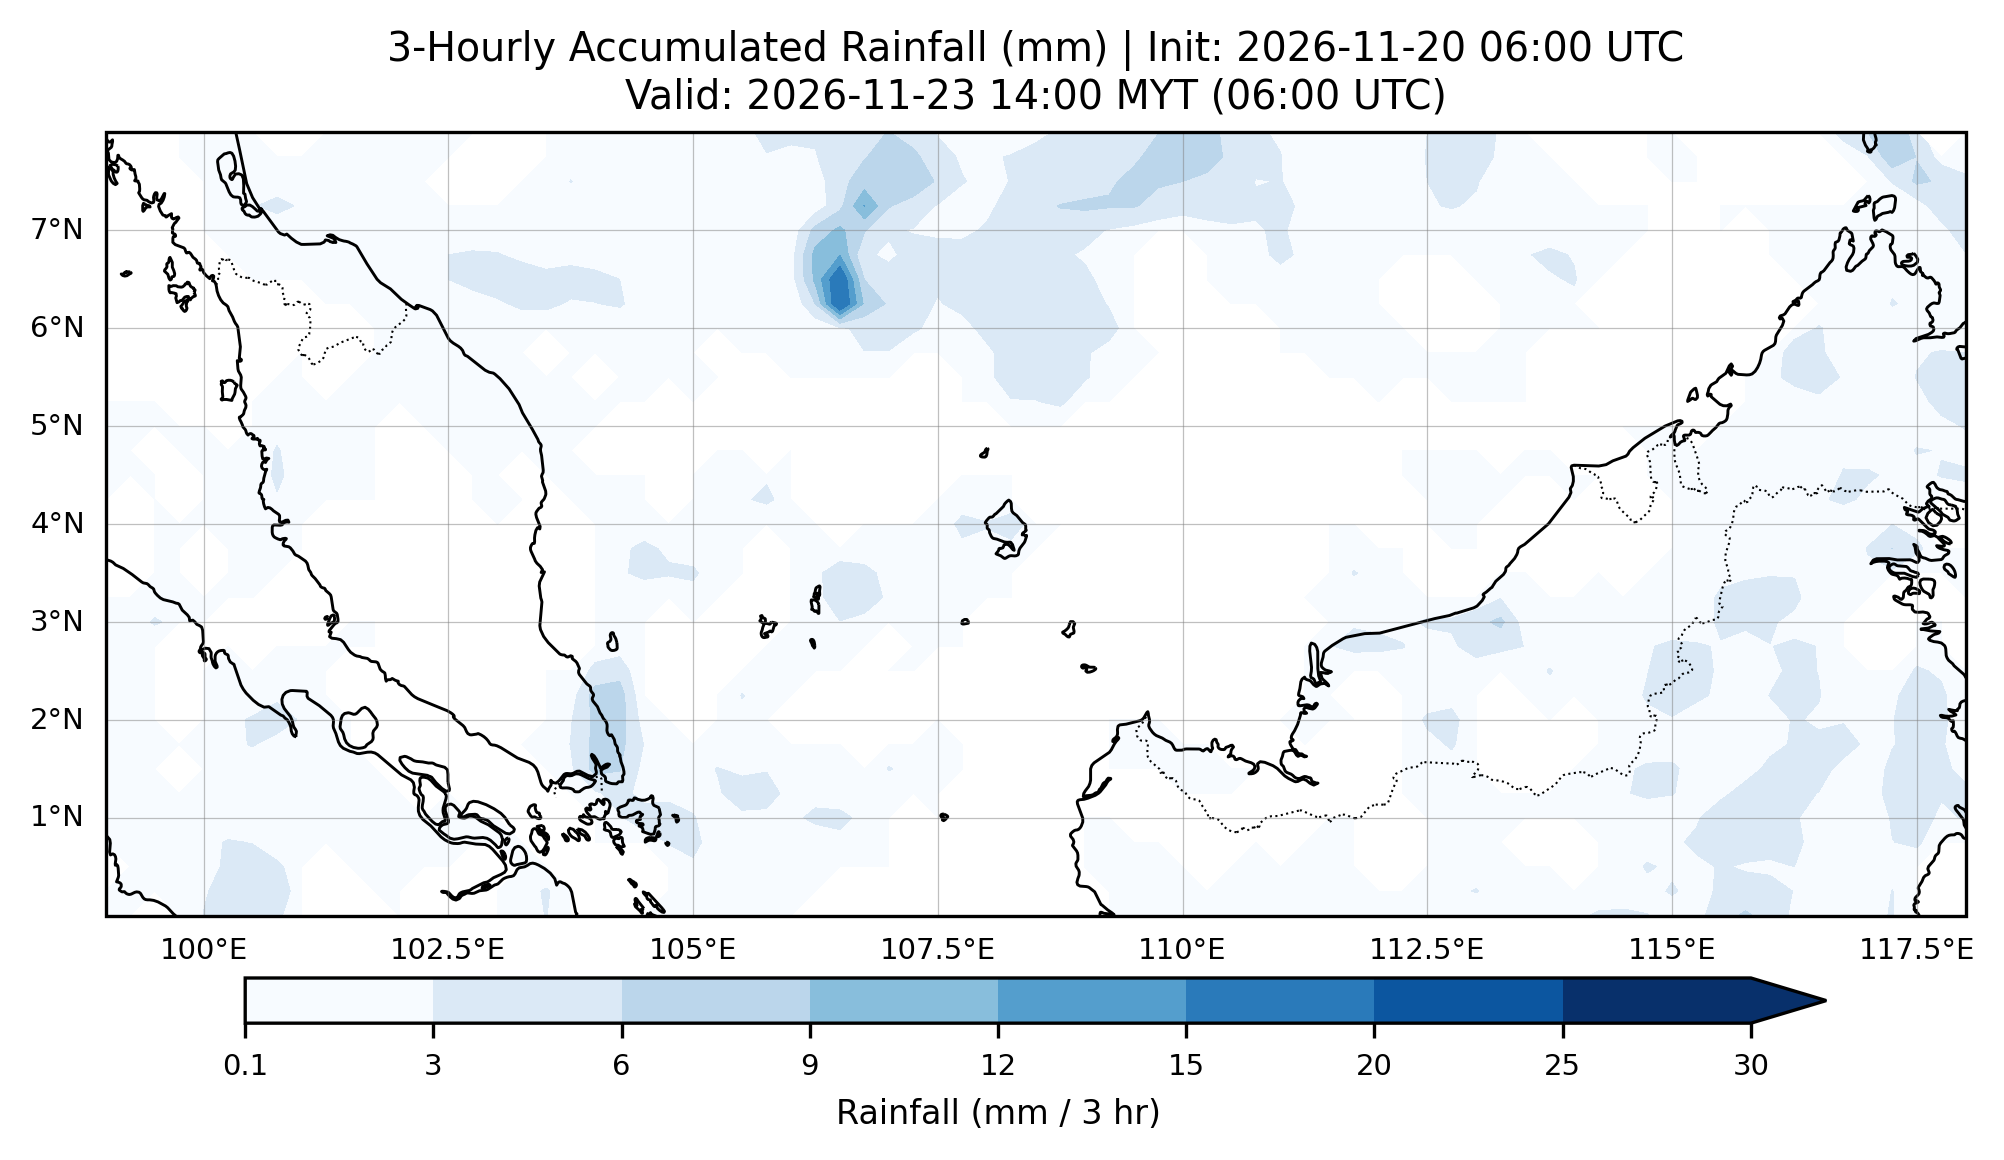 3-Hourly Accumulated Rainfall (mm) | Init: 2026-11-20 06:00 UTC
Valid: 2026-11-23 14:00 MYT (06:00 UTC)
7°N
6°N
5°N
4°N
3°N
2°N
1°N
100°E 102.5°E 105°E 107.5°E 110°E 112.5°E 115°E 117.5°E
0.1 3 6 9 12 15 20 25 30
Rainfall (mm / 3 hr)